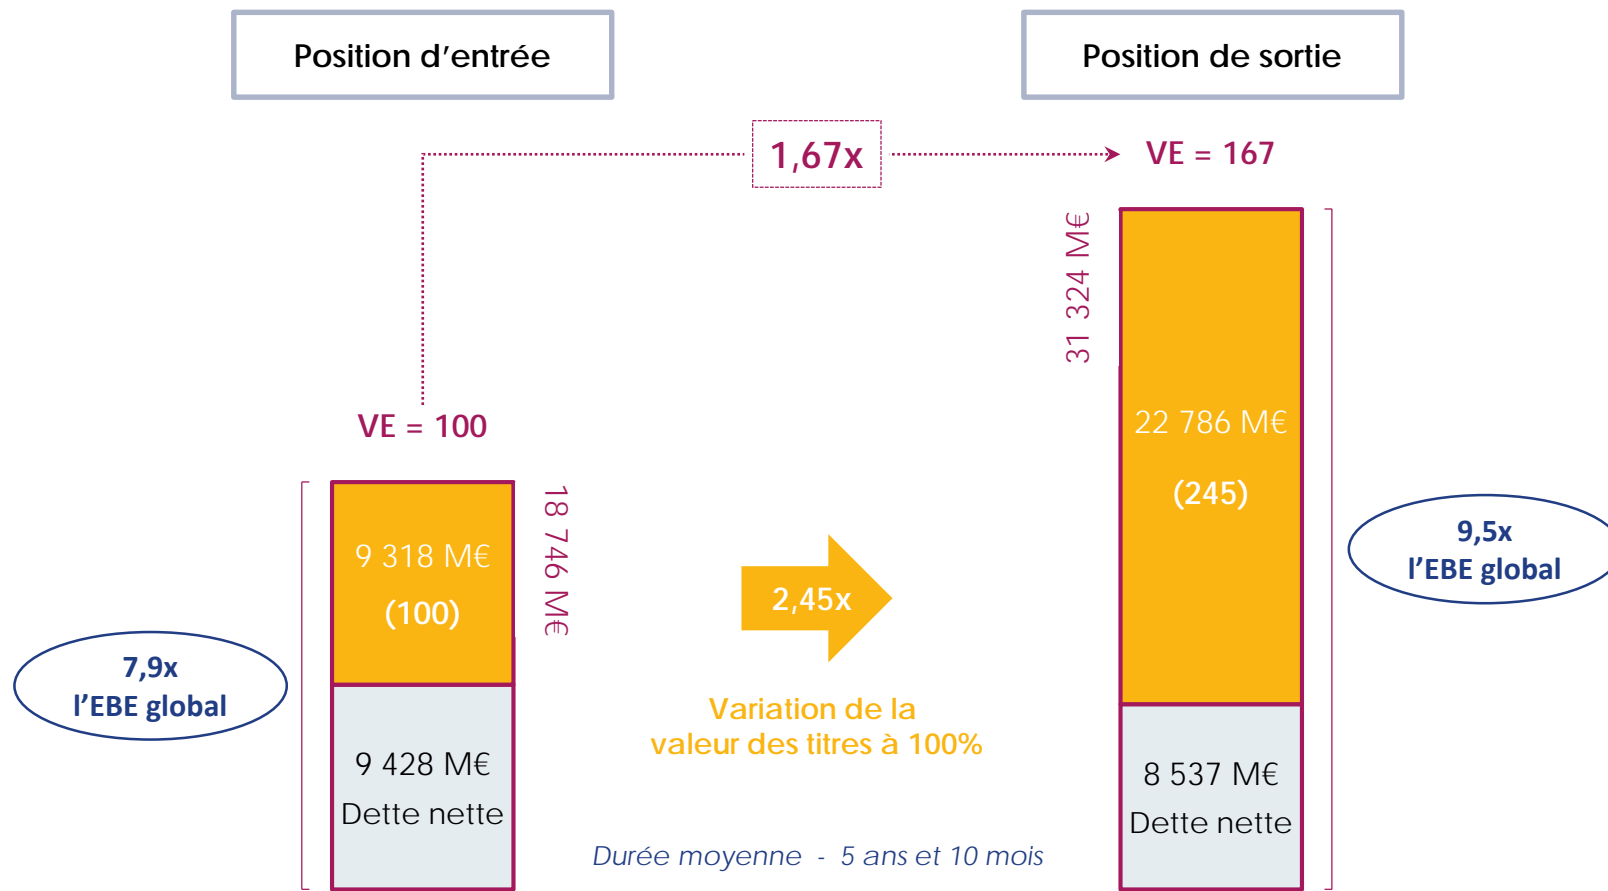 Position d'entrée
Position de sortie
1,67x
VE = 167
31 324 M€
VE = 100
22 786 M€
(245)
18 746 M€
9 318 M€
(100)
2,45x
9,5x
l'EBE global
7,9x
l'EBE global
Variation de la
valeur des titres à 100%
9 428 M€
Dette nette
8 537 M€
Dette nette
Durée moyenne - 5 ans et 10 mois